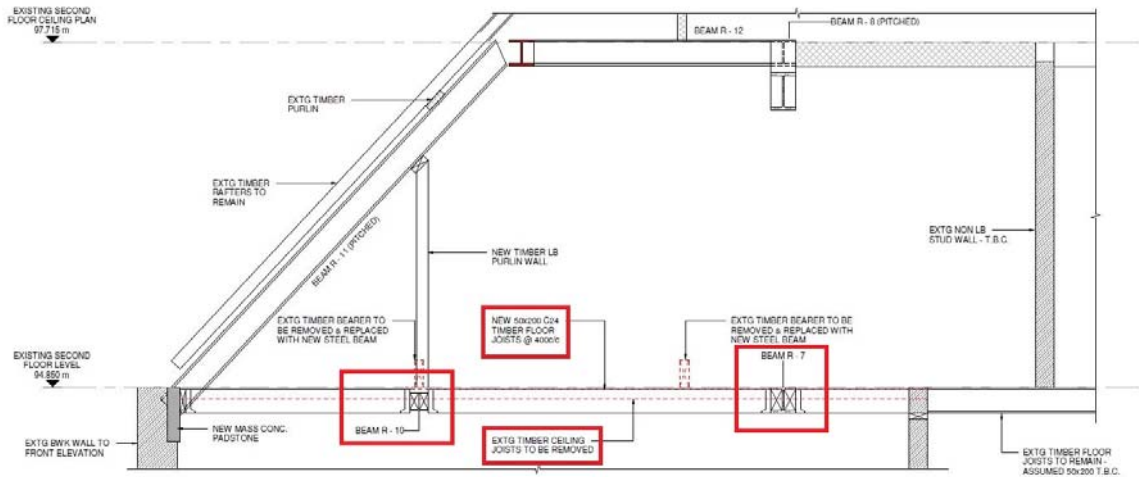 EXISTING SECOND
FLOOR CEILING PLAN
97.715 m
BEAM R - 12
BEAM R - 8 (PITCHED)
EXTG TIMBER
PURLIN
EXTG TIMBER
RAFTERS TO
REMAIN
BEAM R - 11 (PITCHED)
NEW TIMBER LB
PURLIN WALL
EXTG NON LB
STUD WALL - T.B.C.
EXTG TIMBER BEARER TO
BE REMOVED & REPLACED
WITH NEW STEEL BEAM
NEW 50x200 C24
TIMBER FLOOR
JOISTS @ 400c/c
EXTG TIMBER BEARER TO BE
REMOVED & REPLACED WITH
NEW STEEL BEAM
BEAM R - 7
EXISTING SECOND
FLOOR LEVEL
94.850 m
EXTG BWK WALL TO
FRONT ELEVATION
NEW MASS CONC.
PADSTONE
BEAM R - 10
EXTG TIMBER CEILING
JOISTS TO BE REMOVED
EXTG TIMBER FLOOR
JOISTS TO REMAIN -
ASSUMED 50x200 T.B.C.